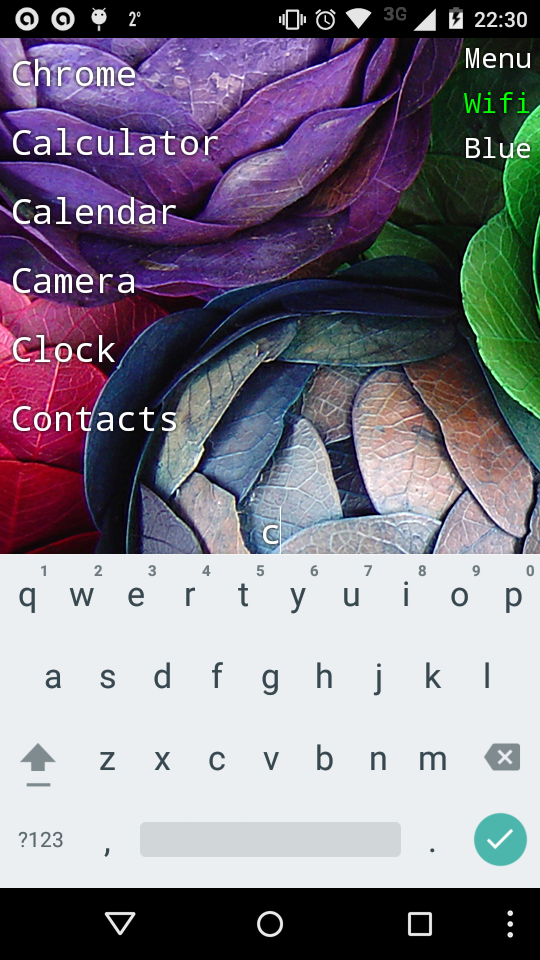 2° 3G 22:30
Chrome
Calculator
Calendar
Camera
Clock
Contacts
Menu
Wifi
Blue
c
1 2 3 4 5 6 7 8 9 0
q w e r t y u i o p
a s d f g h j k l
z x c v b n m
?123 , .